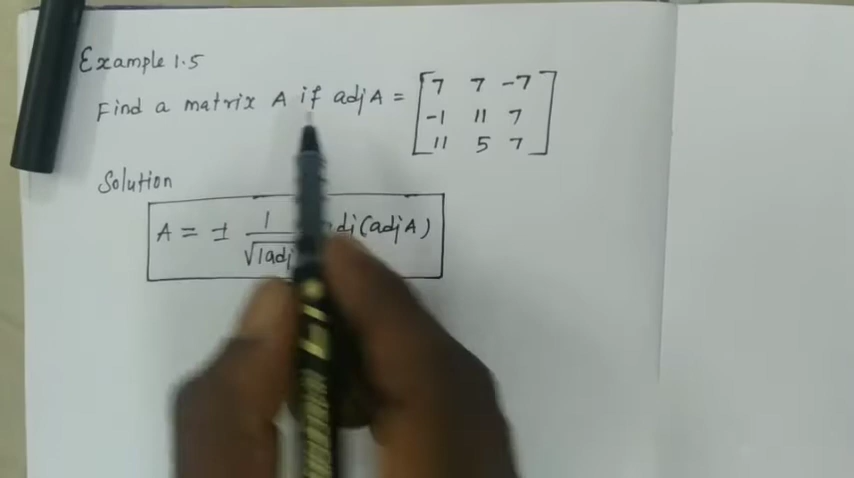 Example 1.5
Find a matrix A if adj A = [7 7 -7
-1 11 7
11 5 7]
Solution
A = ± 1 / √|adj dj(adj A)